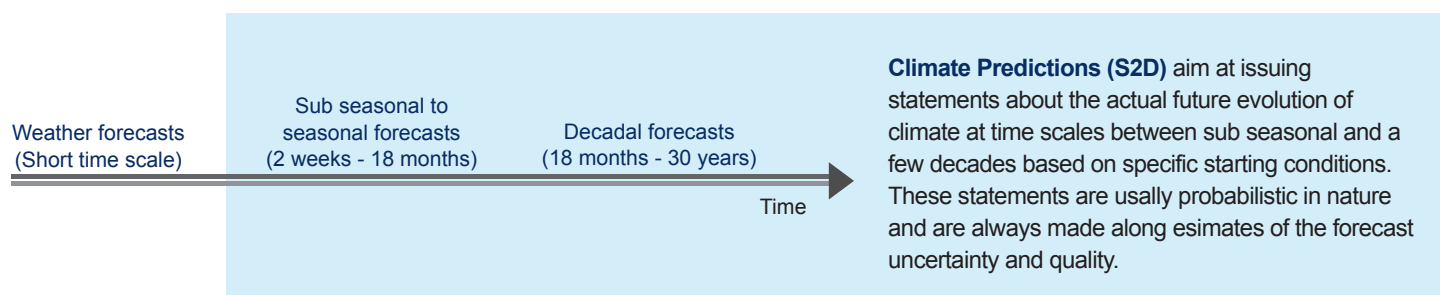 Weather forecasts
(Short time scale)
Sub seasonal to
seasonal forecasts
(2 weeks - 18 months)
Decadal forecasts
(18 months - 30 years)
Time
Climate Predictions (S2D) aim at issuing
statements about the actual future evolution of
climate at time scales between sub seasonal and a
few decades based on specific starting conditions.
These statements are usally probabilistic in nature
and are always made along esimates of the forecast
uncertainty and quality.